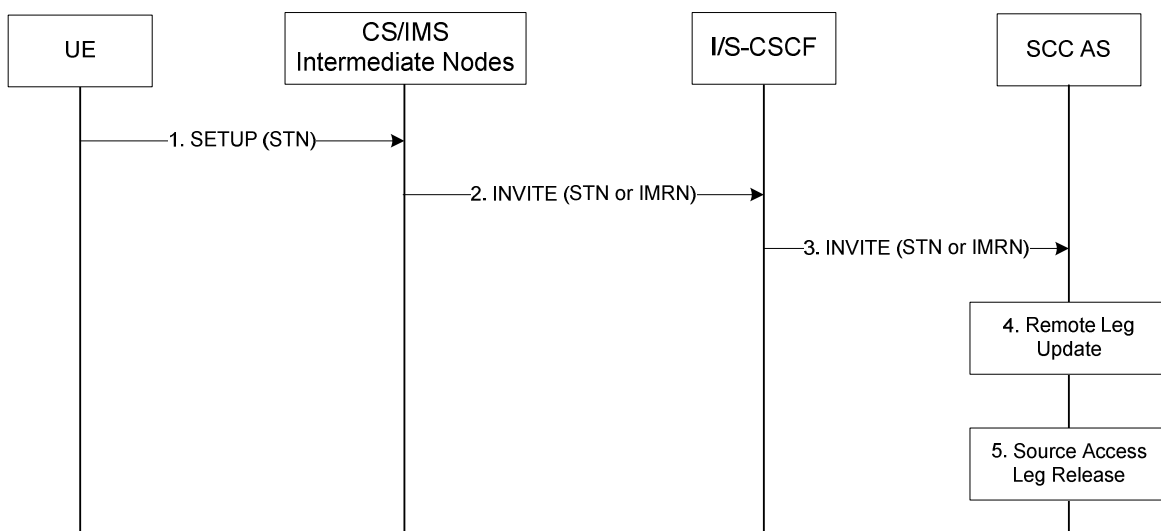 UE
CS/IMS
Intermediate Nodes
I/S-CSCF
SCC AS
1. SETUP (STN)
2. INVITE (STN or IMRN)
3. INVITE (STN or IMRN)
4. Remote Leg
Update
5. Source Access
Leg Release